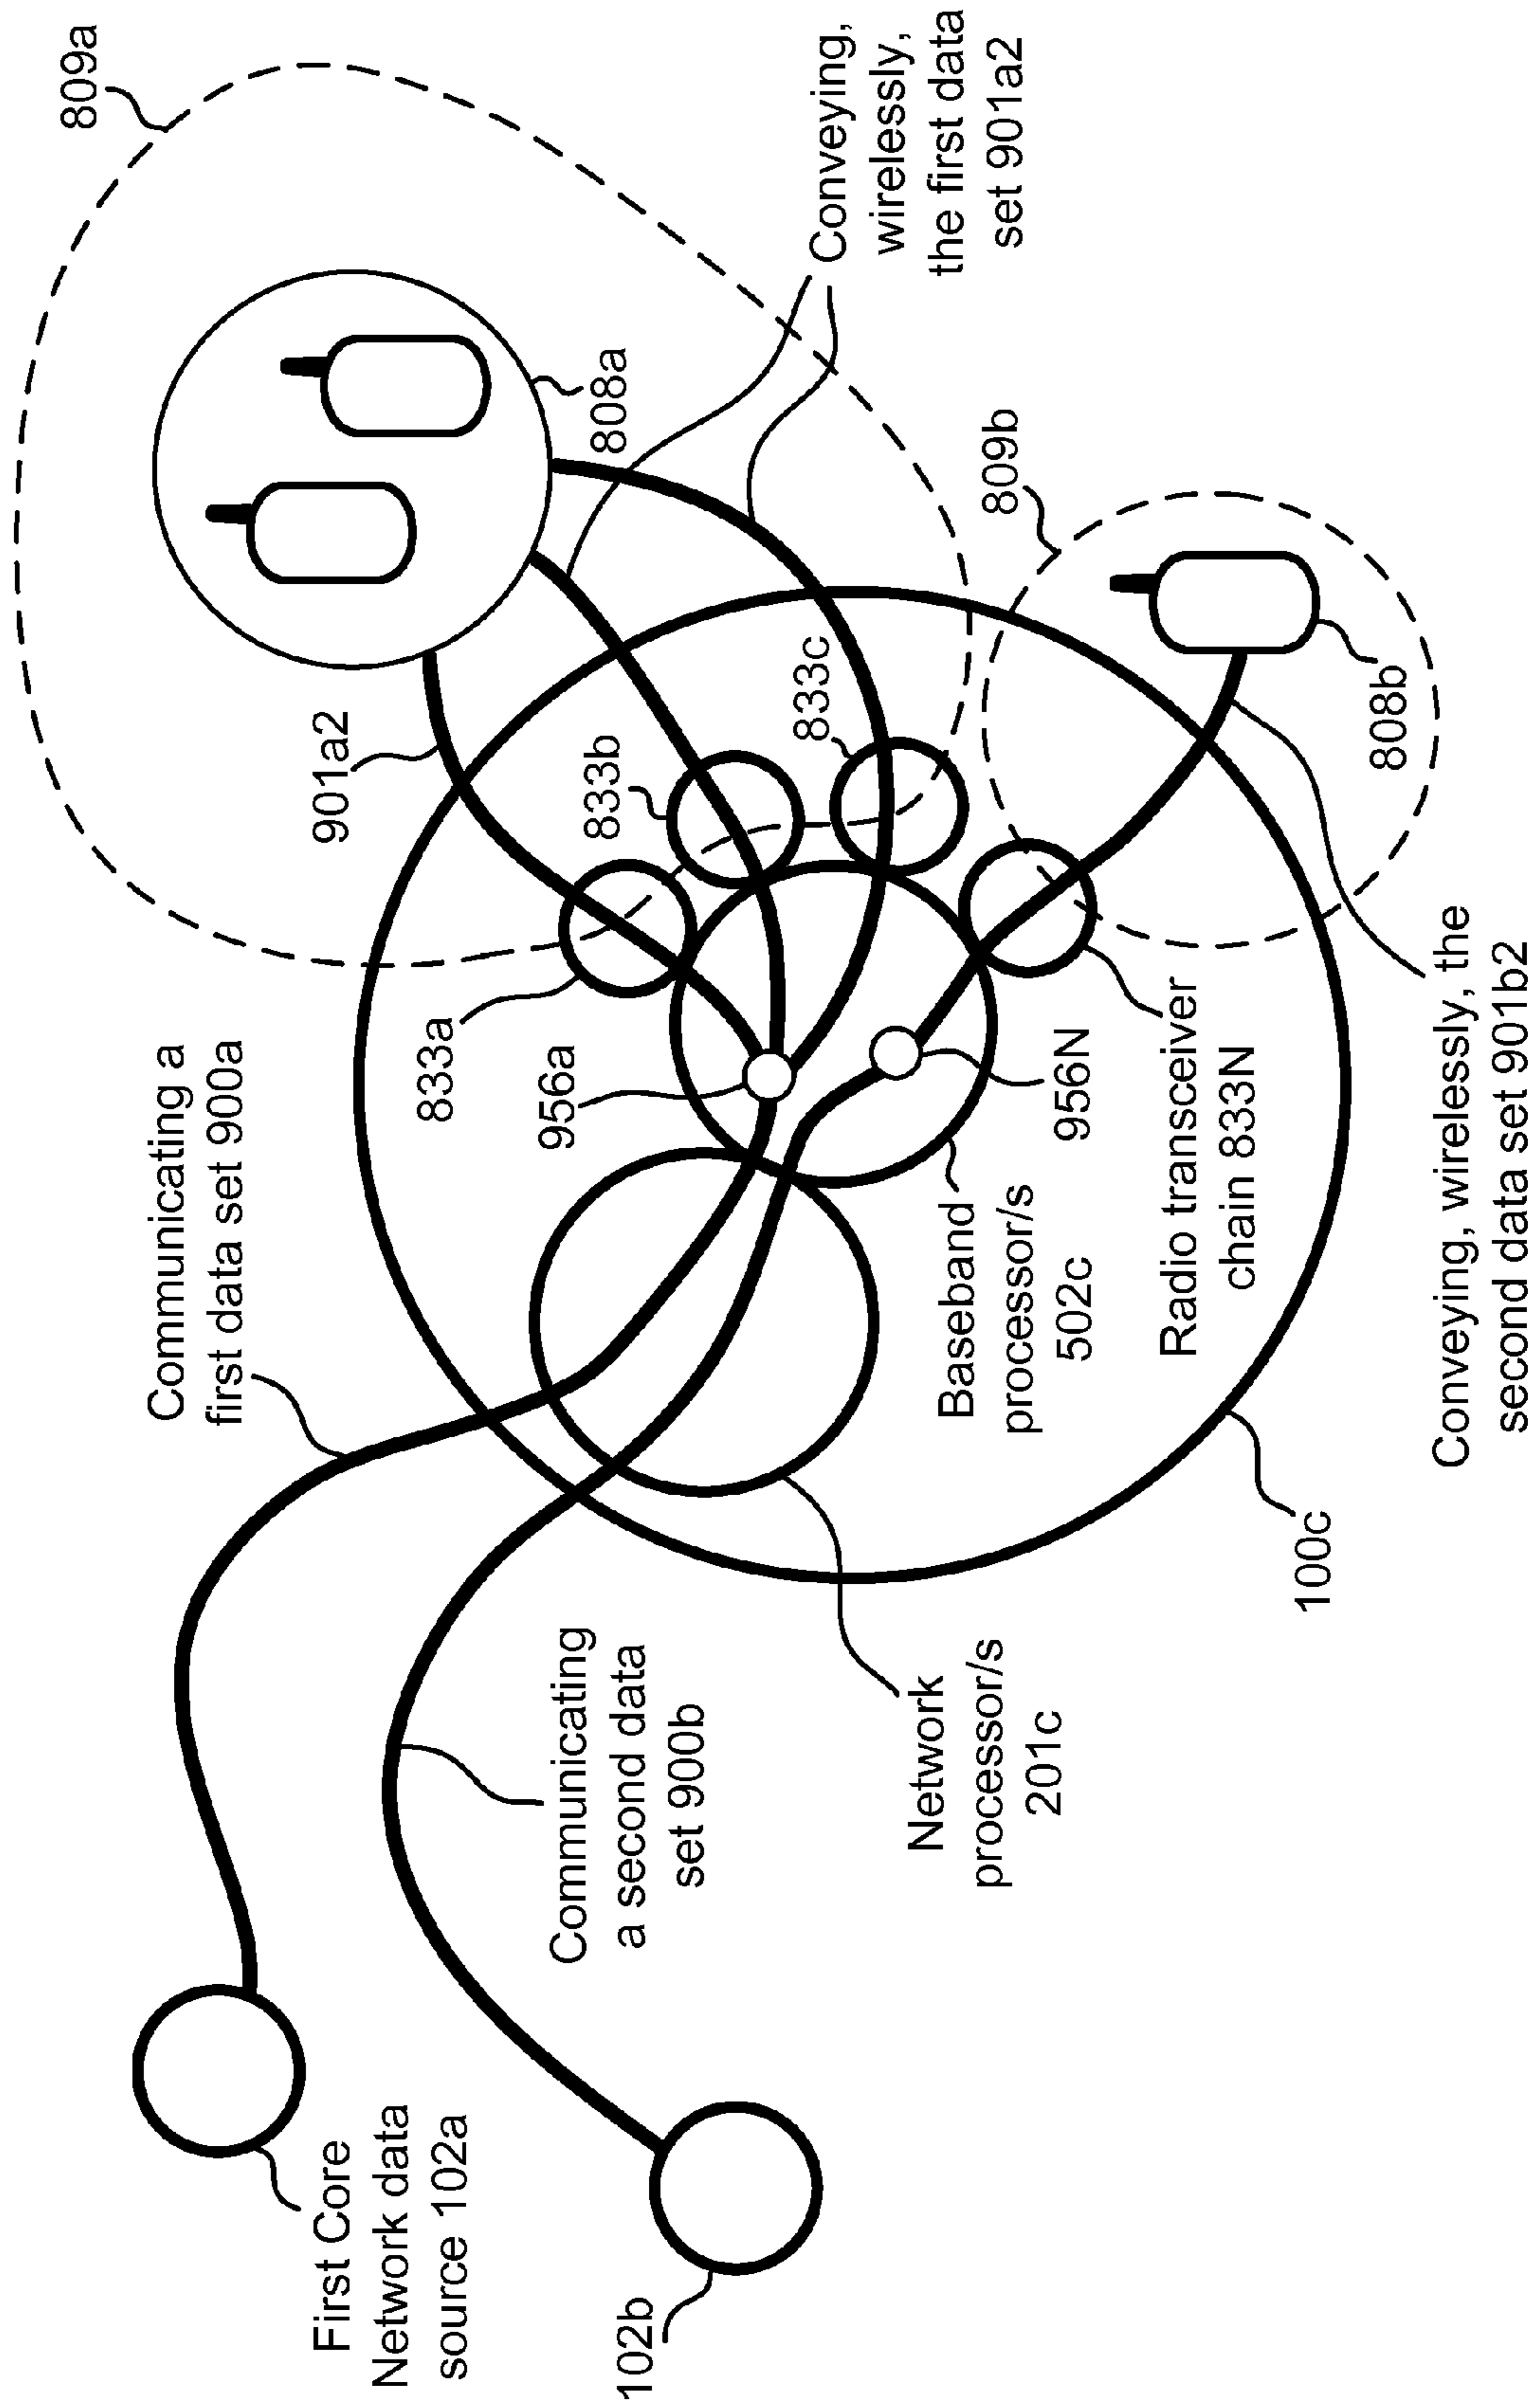 First Core
Network data
source 102a
102b
Communicating a
first data set 900a
Communicating
a second data
set 900b
Network
processor/s
201c
100c
Baseband
processor/s
502c
Radio transceiver
chain 833N
956a
956N
833a
833b
833c
901a2
808a
808b
809a
809b
Conveying,
wirelessly,
the first data
set 901a2
Conveying, wirelessly, the
second data set 901b2